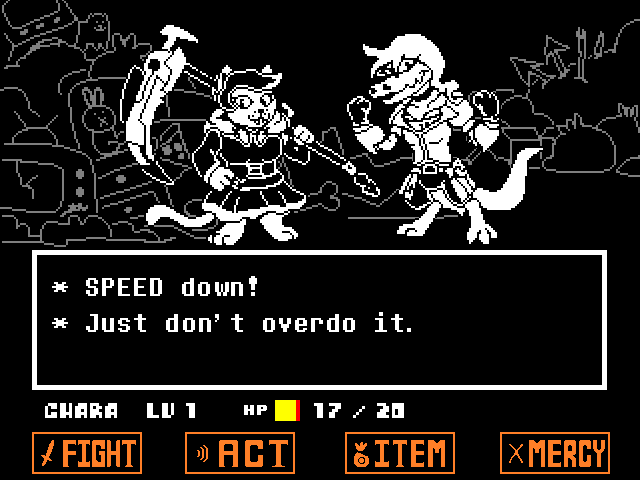 * SPEED down!
* Just don't overdo it.
CHARA LV 1 HP 17 / 20
FIGHT ACT ITEM MERCY